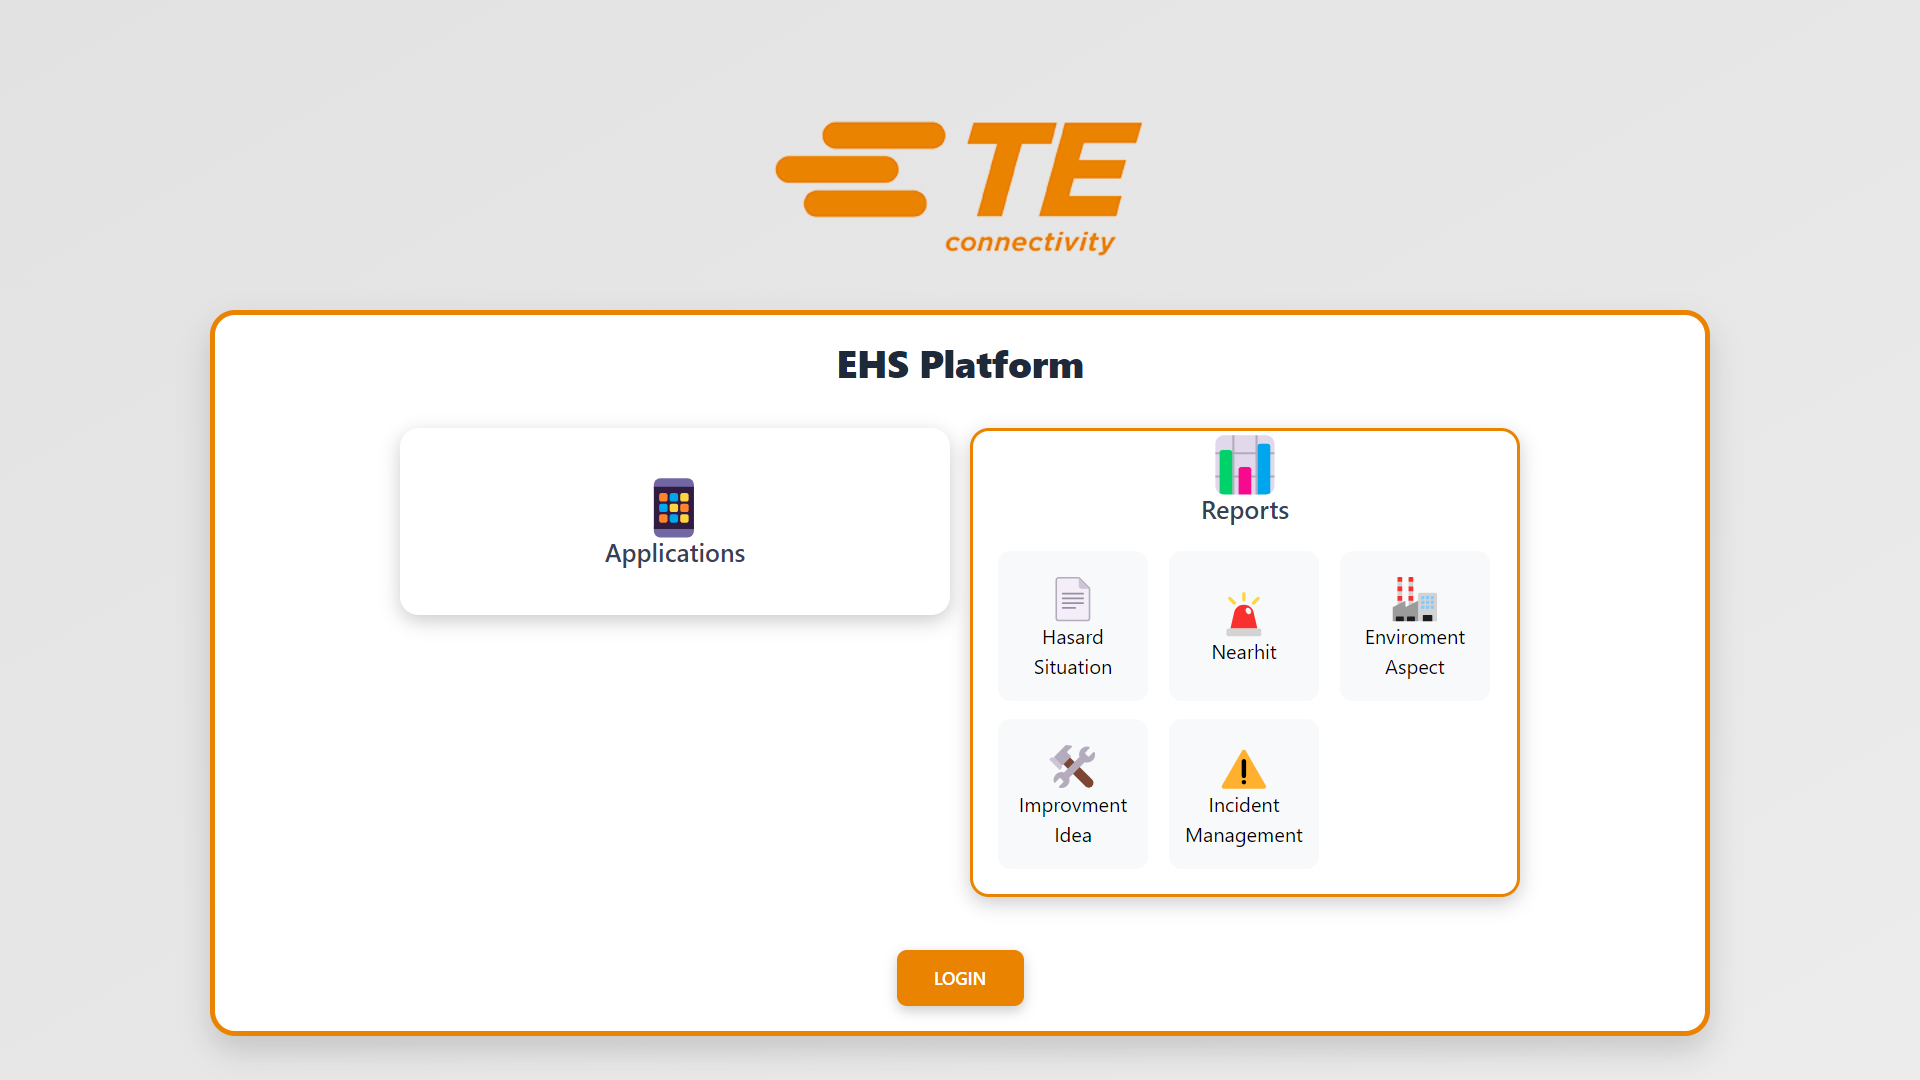 TE
connectivity
EHS Platform
Applications
Reports
Hasard
Situation
Nearhit
Enviroment
Aspect
Improvment
Idea
Incident
Management
LOGIN